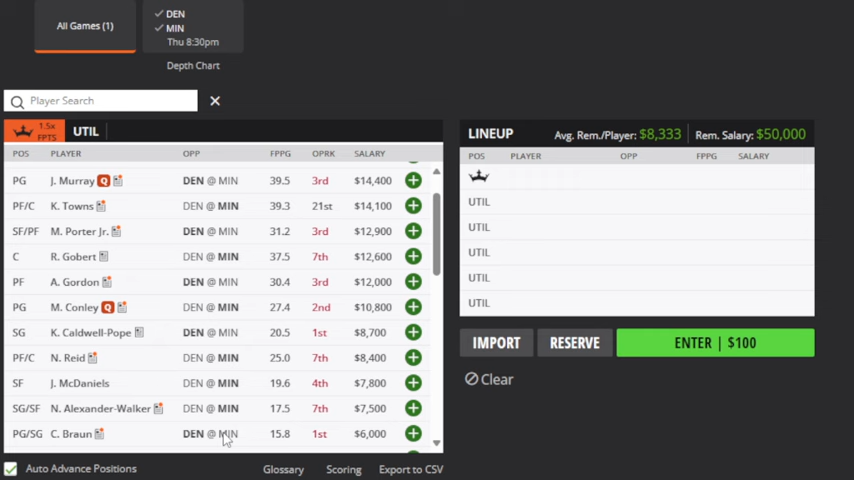 All Games (1)
DEN
MIN
Thu 8:30pm
Depth Chart
Player Search
1.5x FPTS UTIL
POS PLAYER OPP FPPG OPRK SALARY
PG J. Murray Q DEN @ MIN 39.5 3rd $14,400
PF/C K. Towns DEN @ MIN 39.3 21st $14,100
SF/PF M. Porter Jr. DEN @ MIN 31.2 3rd $12,900
C R. Gobert DEN @ MIN 37.5 7th $12,600
PF A. Gordon DEN @ MIN 30.4 3rd $12,000
PG M. Conley Q DEN @ MIN 27.4 2nd $10,800
SG K. Caldwell-Pope DEN @ MIN 20.5 1st $8,700
PF/C N. Reid DEN @ MIN 25.0 7th $8,400
SF J. McDaniels DEN @ MIN 19.6 4th $7,800
SG/SF N. Alexander-Walker DEN @ MIN 17.5 7th $7,500
PG/SG C. Braun DEN @ MIN 15.8 1st $6,000
Auto Advance Positions Glossary Scoring Export to CSV
LINEUP Avg. Rem./Player: $8,333 Rem. Salary: $50,000
POS PLAYER OPP FPPG SALARY
UTIL
UTIL
UTIL
UTIL
UTIL
IMPORT RESERVE ENTER | $100
Clear